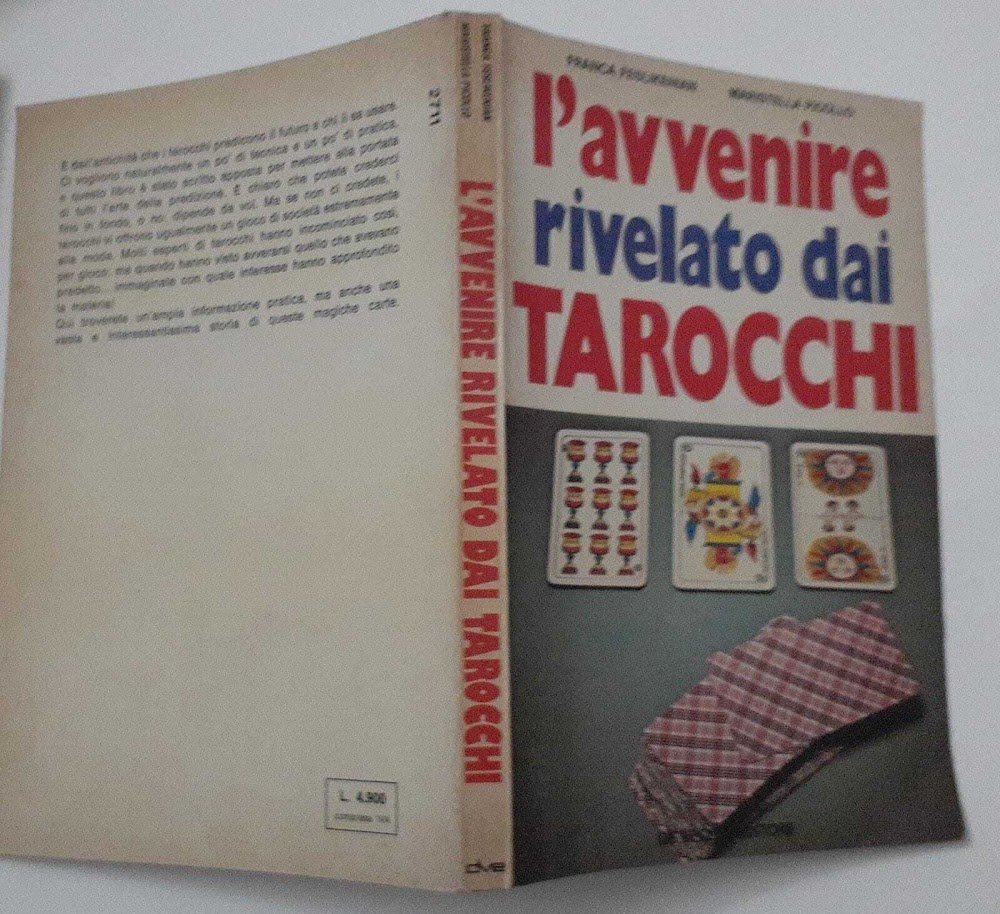 È dall'antichità che i tarocchi predicono il futuro a chi li sa usare.
Ci vogliono naturalmente un po' di tecnica e un po' di pratica,
e questo libro è stato scritto apposta per mettere alla portata
di tutti l'arte della predizione. È chiaro che potete crederci
fino in fondo, o no: dipende da voi. Ma se non ci credete, i
tarocchi vi offrono ugualmente un gioco di società estremamente
alla moda. Molti esperti di tarocchi hanno incominciato così,
per gioco: ma quando hanno visto avverarsi quello che avevano
predetto... immaginate con quale interesse hanno approfondito
la materia!
Qui troverete un'ampia informazione pratica, ma anche una
vasta e interessantissima storia di queste magiche carte.
L. 4.900
2711
L'AVVENIRE RIVELATO DAI TAROCCHI
DVE
FRANCA
MARISTELLA
l'avvenire
rivelato dai
TAROCCHI